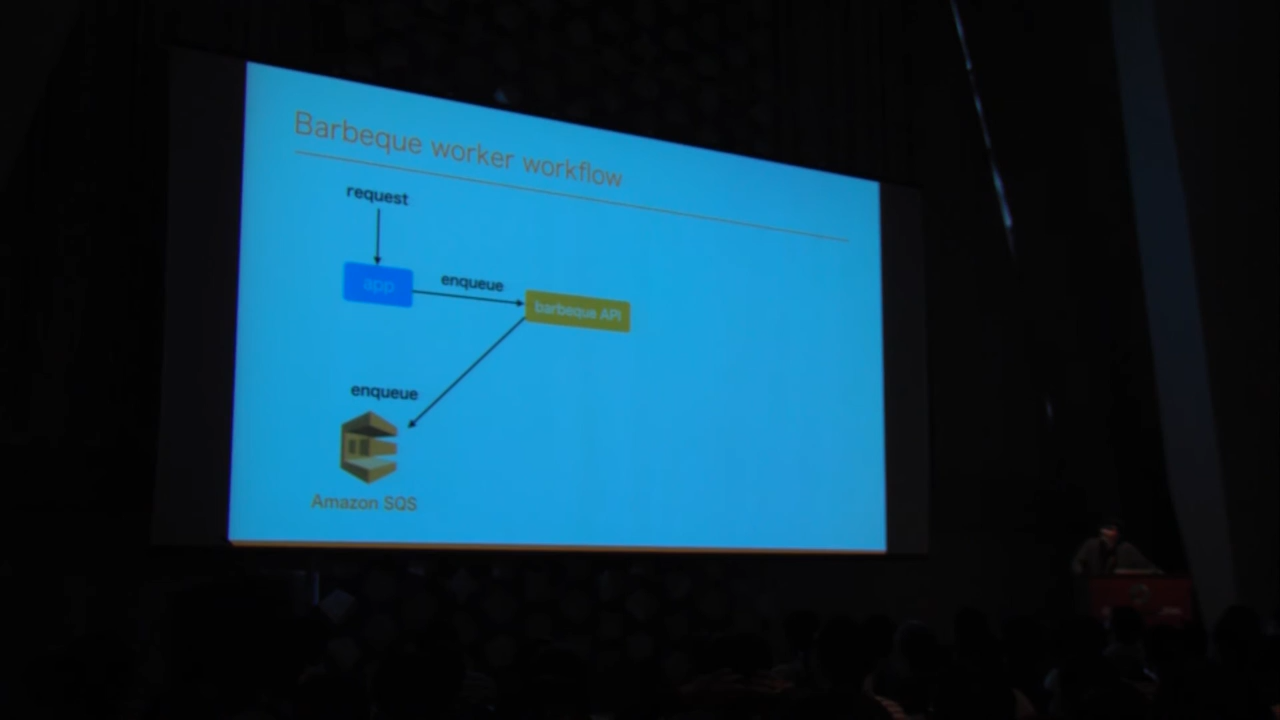 Barbeque worker workflow
request
app
enqueue
barbeque API
enqueue
Amazon SQS